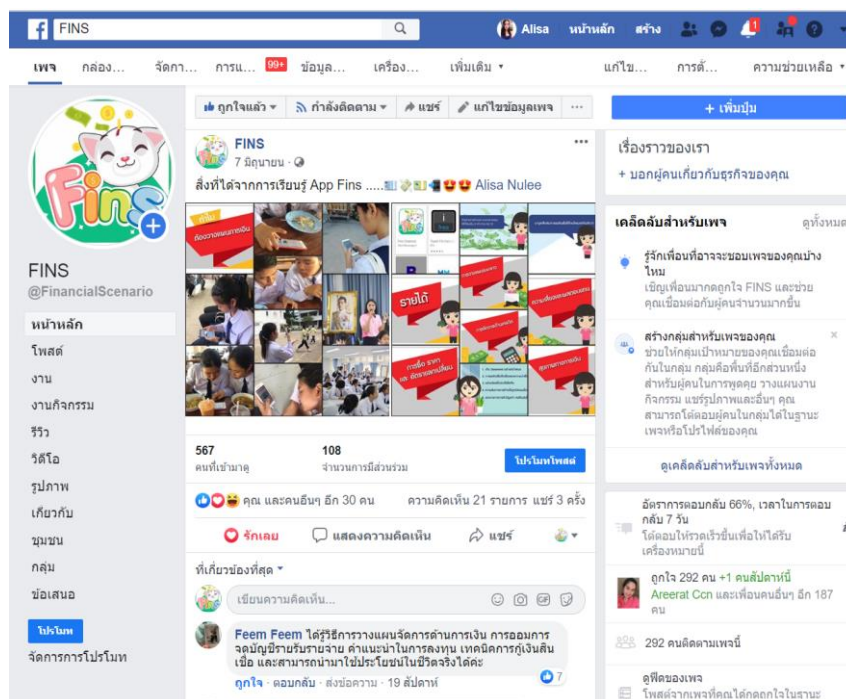 FINS
Alisa หน้าหลัก สร้าง
1
เพจ กล่อง... จัดกา... การแ... 99+ ข้อมูล... เครื่อง... เพิ่มเติม แก้ไข... การตั้... ความช่วยเหลือ
ถูกใจแล้ว กำลังติดตาม แชร์ แก้ไขข้อมูลเพจ ...
+ เพิ่มปุ่ม
Fins
FINS
@FinancialScenario
หน้าหลัก
โพสต์
งาน
งานกิจกรรม
รีวิว
วิดีโอ
รูปภาพ
เกี่ยวกับ
ชุมชน
กลุ่ม
ข้อเสนอ
โปรโมท
จัดการการโปรโมท
FINS
7 มิถุนายน
สิ่งที่ได้จากการเรียนรู้ App Fins ..... Alisa Nulee
ต้องวางแผนการเงิน
รายได้
การซื้อ ราคา
และ อัตราแลกเปลี่ยน
567
คนที่เข้ามาดู
108
จำนวนการมีส่วนร่วม
โปรโมทโพสต์
คุณ และคนอื่นๆ อีก 30 คน ความคิดเห็น 21 รายการ แชร์ 3 ครั้ง
รักเลย แสดงความคิดเห็น แชร์
ที่เกี่ยวข้องที่สุด
เขียนความคิดเห็น...
GIF
Feem Feem ได้รู้วิธีการวางแผนจัดการด้านการเงิน การออมการ
จดบัญชีรายรับรายจ่าย คำแนะนำในการลงทุน เทคนิคการกู้เงินสิน
เชื่อ และสามารถนำมาใช้ประโยชน์ในชีวิตจริงได้ค่ะ
7
ถูกใจ · ตอบกลับ · ส่งข้อความ · 19 สัปดาห์
เรื่องราวของเรา
+ บอกผู้คนเกี่ยวกับธุรกิจของคุณ
เคล็ดลับสำหรับเพจ ดูทั้งหมด
รู้จักเพื่อนที่อาจจะชอบเพจของคุณบ้าง
ไหม
เชิญเพื่อนมากดถูกใจ FINS และช่วย
คุณเชื่อมต่อกับผู้คนจำนวนมากขึ้น
สร้างกลุ่มสำหรับเพจของคุณ
ช่วยให้กลุ่มเป้าหมายของคุณเชื่อมต่อ
กันในกลุ่ม กลุ่มคือพื้นที่อีกส่วนหนึ่ง
สำหรับผู้คนในการพูดคุย วางแผนงาน
กิจกรรม แชร์รูปภาพและอื่นๆ คุณ
สามารถโต้ตอบผู้คนในกลุ่มได้ในฐานะ
เพจหรือโปรไฟล์ของคุณ
ดูเคล็ดลับสำหรับเพจทั้งหมด
อัตราการตอบกลับ 66%, เวลาในการตอบ
กลับ 7 วัน
โต้ตอบให้รวดเร็วขึ้นเพื่อให้ได้รับ
เครื่องหมายนี้
ถูกใจ 292 คน +1 คนสัปดาห์นี้
Areerat Ccn และเพื่อนคนอื่นๆ อีก 187
คน
292 คนติดตามเพจนี้
ดูฟีดของเพจ
โพสต์จากเพจที่คุณได้กดถูกใจในฐานะ